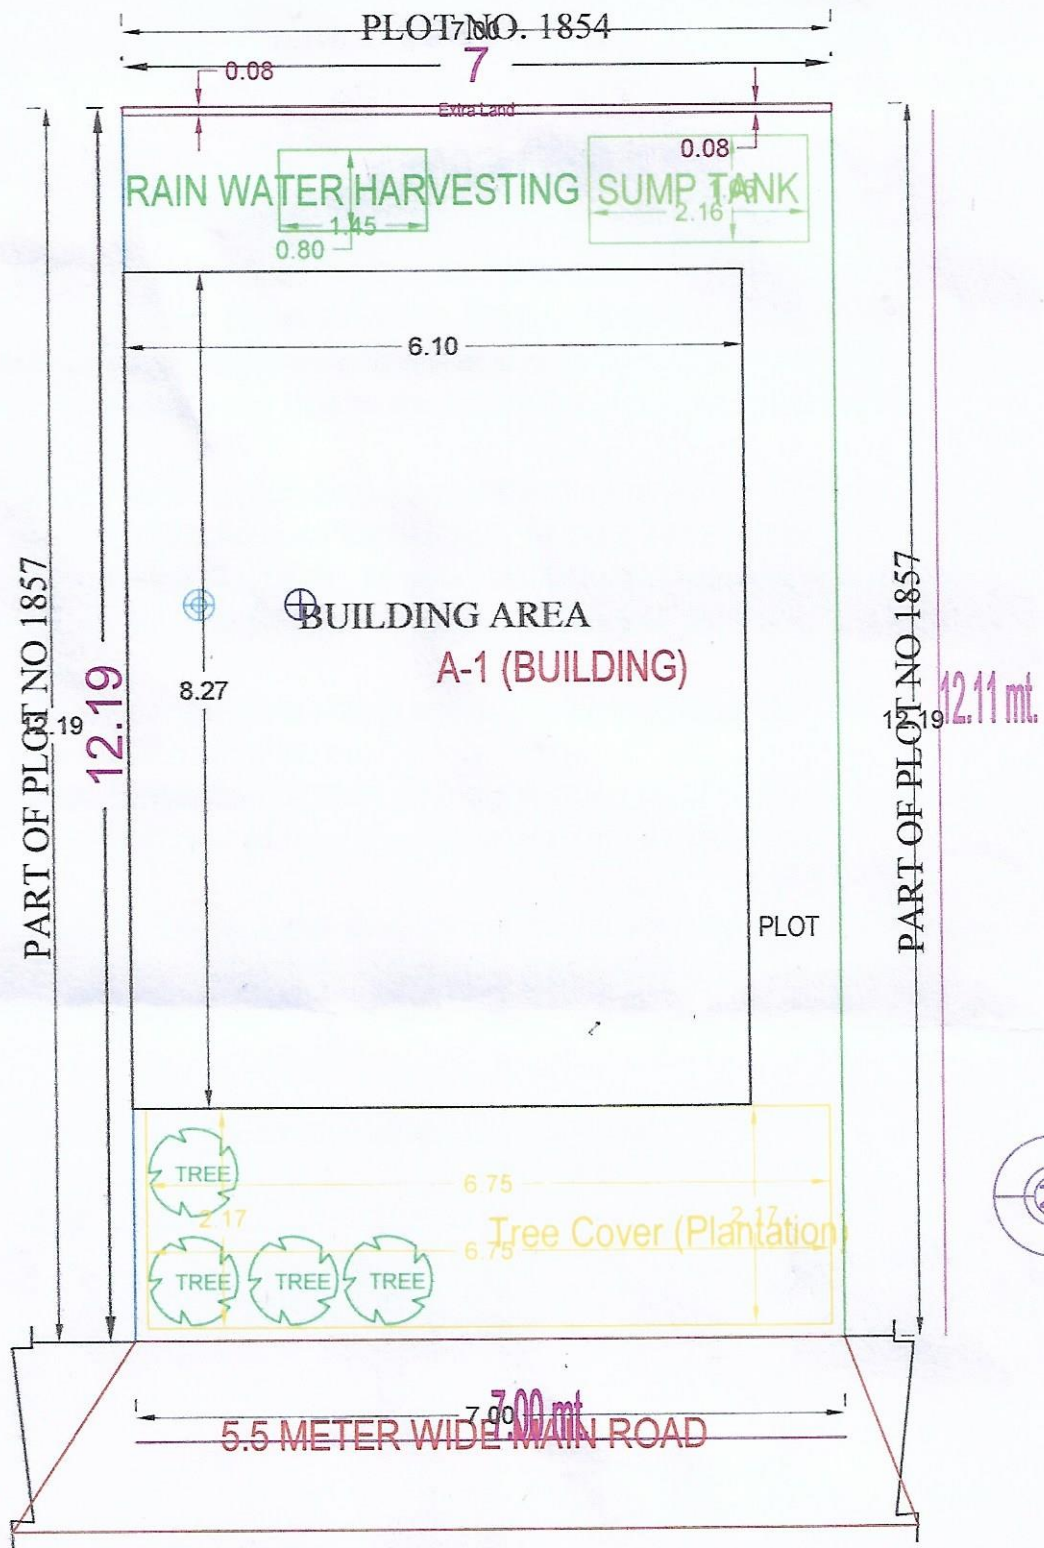 PLOT NO. 1854
7.00
7
0.08
Extra Land
0.08
RAIN WATER HARVESTING
SUMP TANK
1.45
0.80
2.16
6.10
BUILDING AREA
A-1 (BUILDING)
8.27
PART OF PLOT NO 1857
12.19
PART OF PLOT NO 1857
12.19
12.11 mt.
PLOT
TREE
6.75
2.17
2.17
Tree Cover (Plantation)
6.75
TREE
TREE
TREE
7.00
7.00 mt.
5.5 METER WIDE MAIN ROAD